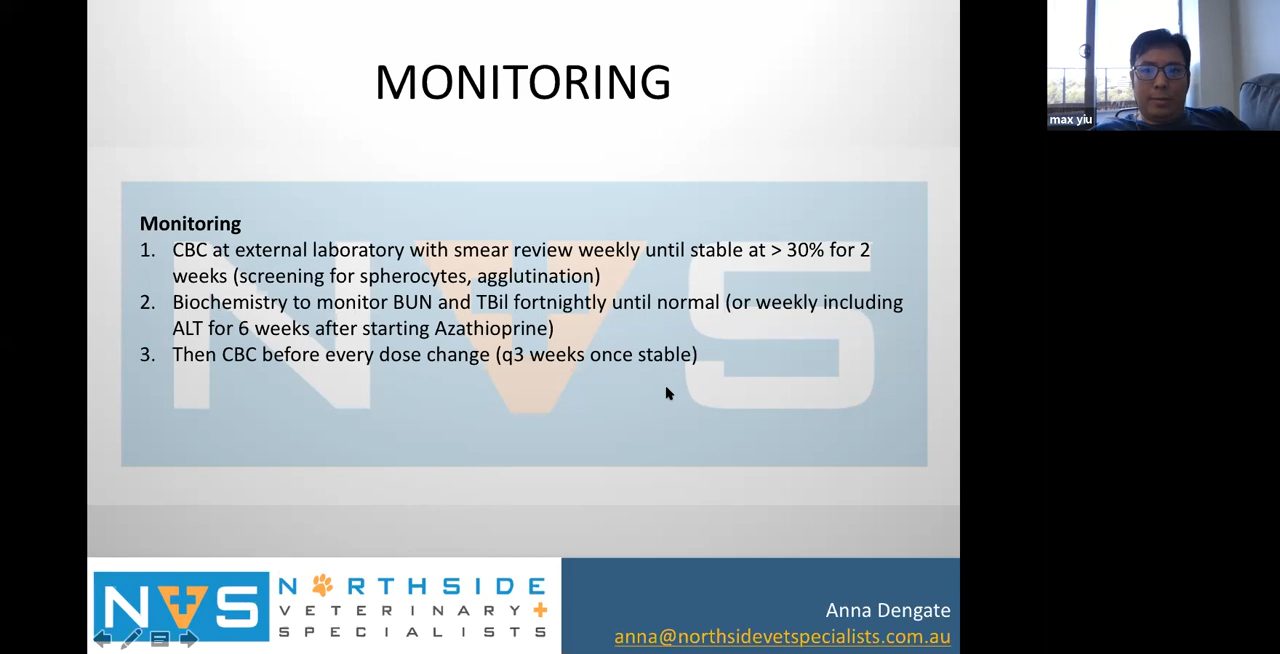 MONITORING
max yiu
Monitoring
1. CBC at external laboratory with smear review weekly until stable at > 30% for 2
weeks (screening for spherocytes, agglutination)
2. Biochemistry to monitor BUN and TBil fortnightly until normal (or weekly including
ALT for 6 weeks after starting Azathioprine)
3. Then CBC before every dose change (q3 weeks once stable)
NVS
NVS
NORTHSIDE
VETERINARY
SPECIALISTS
Anna Dengate
anna@northsidevetspecialists.com.au